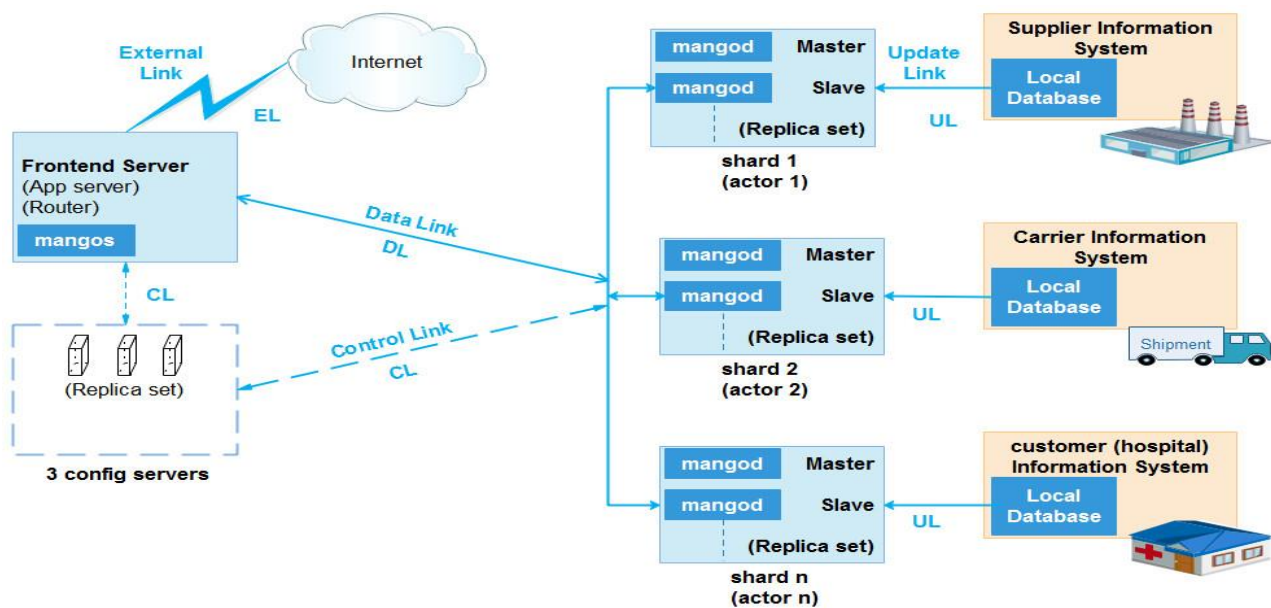 External
Link
EL
Internet
Frontend Server
(App server)
(Router)
mangos
CL
(Replica set)
3 config servers
Data Link
DL
Control Link
CL
mangod Master
mangod Slave
(Replica set)
shard 1
(actor 1)
Update
Link
UL
Supplier Information
System
Local
Database
mangod Master
mangod Slave
(Replica set)
shard 2
(actor 2)
UL
Carrier Information
System
Local
Database
Shipment
mangod Master
mangod Slave
(Replica set)
shard n
(actor n)
UL
customer (hospital)
Information System
Local
Database